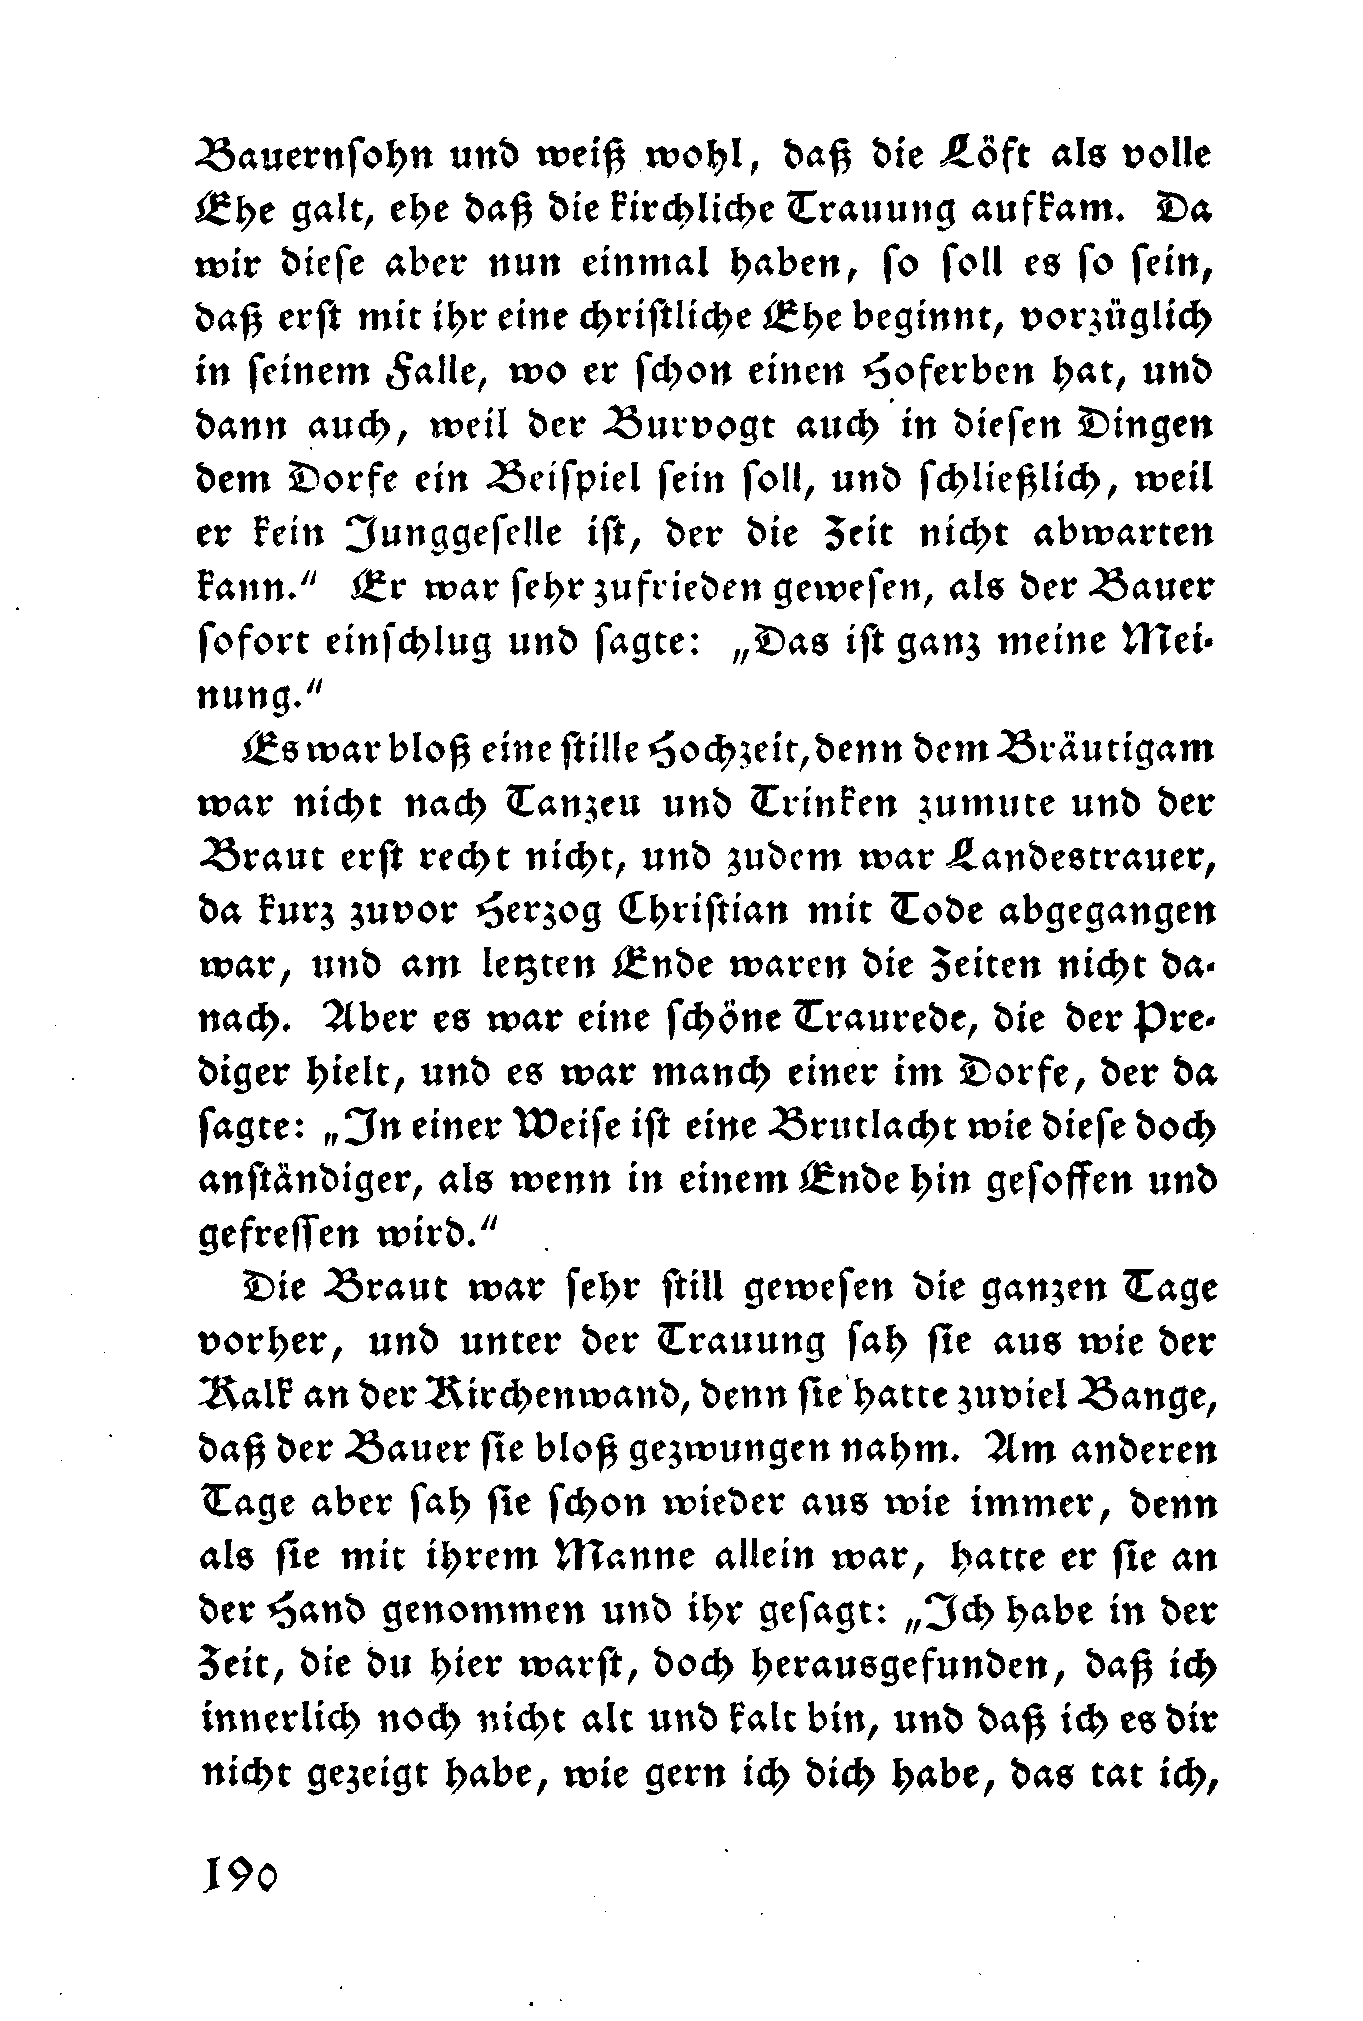 Bauernsohn und weiß wohl, daß die Löft als volle
Ehe galt, ehe daß die kirchliche Trauung aufkam. Da
wir diese aber nun einmal haben, so soll es so sein,
daß erst mit ihr eine christliche Ehe beginnt, vorzüglich
in seinem Falle, wo er schon einen Hoferben hat, und
dann auch, weil der Burvogt auch in diesen Dingen
dem Dorfe ein Beispiel sein soll, und schließlich, weil
er kein Junggeselle ist, der die Zeit nicht abwarten
kann.“ Er war sehr zufrieden gewesen, als der Bauer
sofort einschlug und sagte: „Das ist ganz meine Mei-
nung.“
Es war bloß eine stille Hochzeit, denn dem Bräutigam
war nicht nach Tanzeu und Trinken zumute und der
Braut erst recht nicht, und zudem war Landestrauer,
da kurz zuvor Herzog Christian mit Tode abgegangen
war, und am letzten Ende waren die Zeiten nicht da-
nach. Aber es war eine schöne Traurede, die der Pre-
diger hielt, und es war manch einer im Dorfe, der da
sagte: „In einer Weise ist eine Brutlacht wie diese doch
anständiger, als wenn in einem Ende hin gesoffen und
gefressen wird.“
Die Braut war sehr still gewesen die ganzen Tage
vorher, und unter der Trauung sah sie aus wie der
Kalk an der Kirchenwand, denn sie hatte zuviel Bange,
daß der Bauer sie bloß gezwungen nahm. Am anderen
Tage aber sah sie schon wieder aus wie immer, denn
als sie mit ihrem Manne allein war, hatte er sie an
der Hand genommen und ihr gesagt: „Ich habe in der
Zeit, die du hier warst, doch herausgefunden, daß ich
innerlich noch nicht alt und kalt bin, und daß ich es dir
nicht gezeigt habe, wie gern ich dich habe, das tat ich,
190